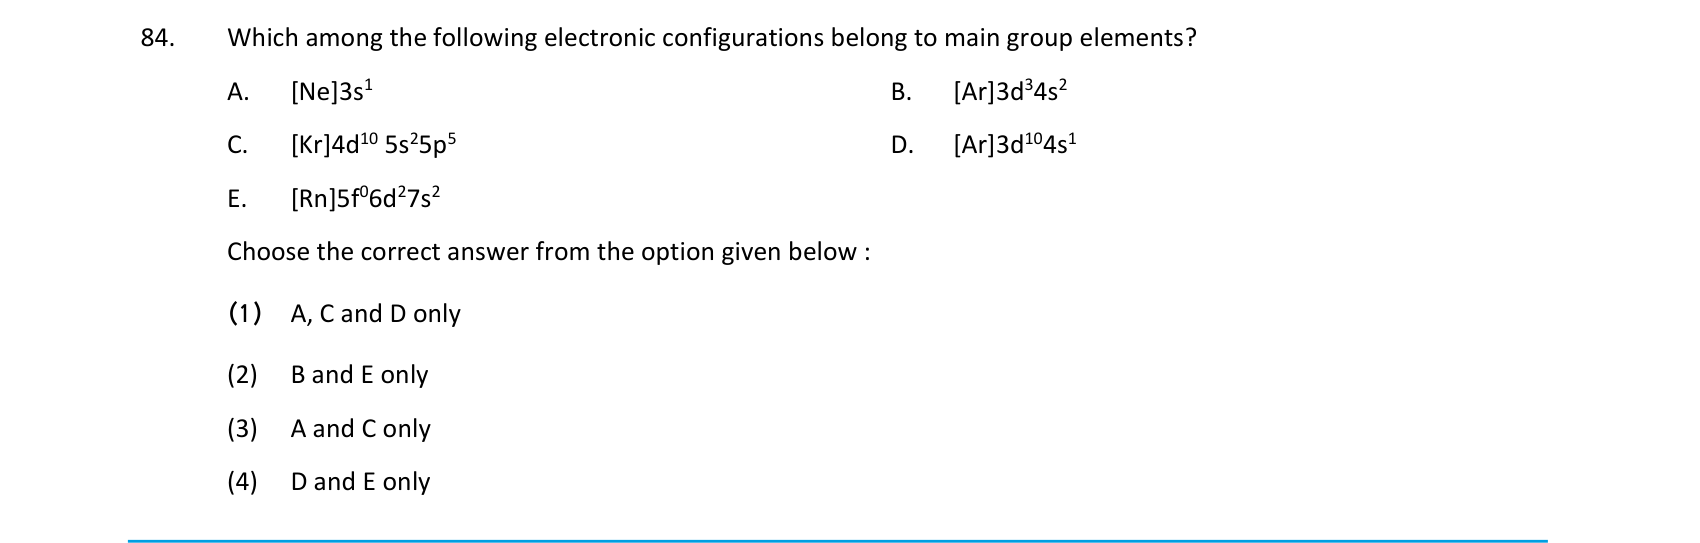 84. Which among the following electronic configurations belong to main group elements?
A. [Ne]3s¹ B. [Ar]3d³4s²
C. [Kr]4d¹⁰ 5s²5p⁵ D. [Ar]3d¹⁰4s¹
E. [Rn]5f⁰6d²7s²
Choose the correct answer from the option given below :
(1) A, C and D only
(2) B and E only
(3) A and C only
(4) D and E only